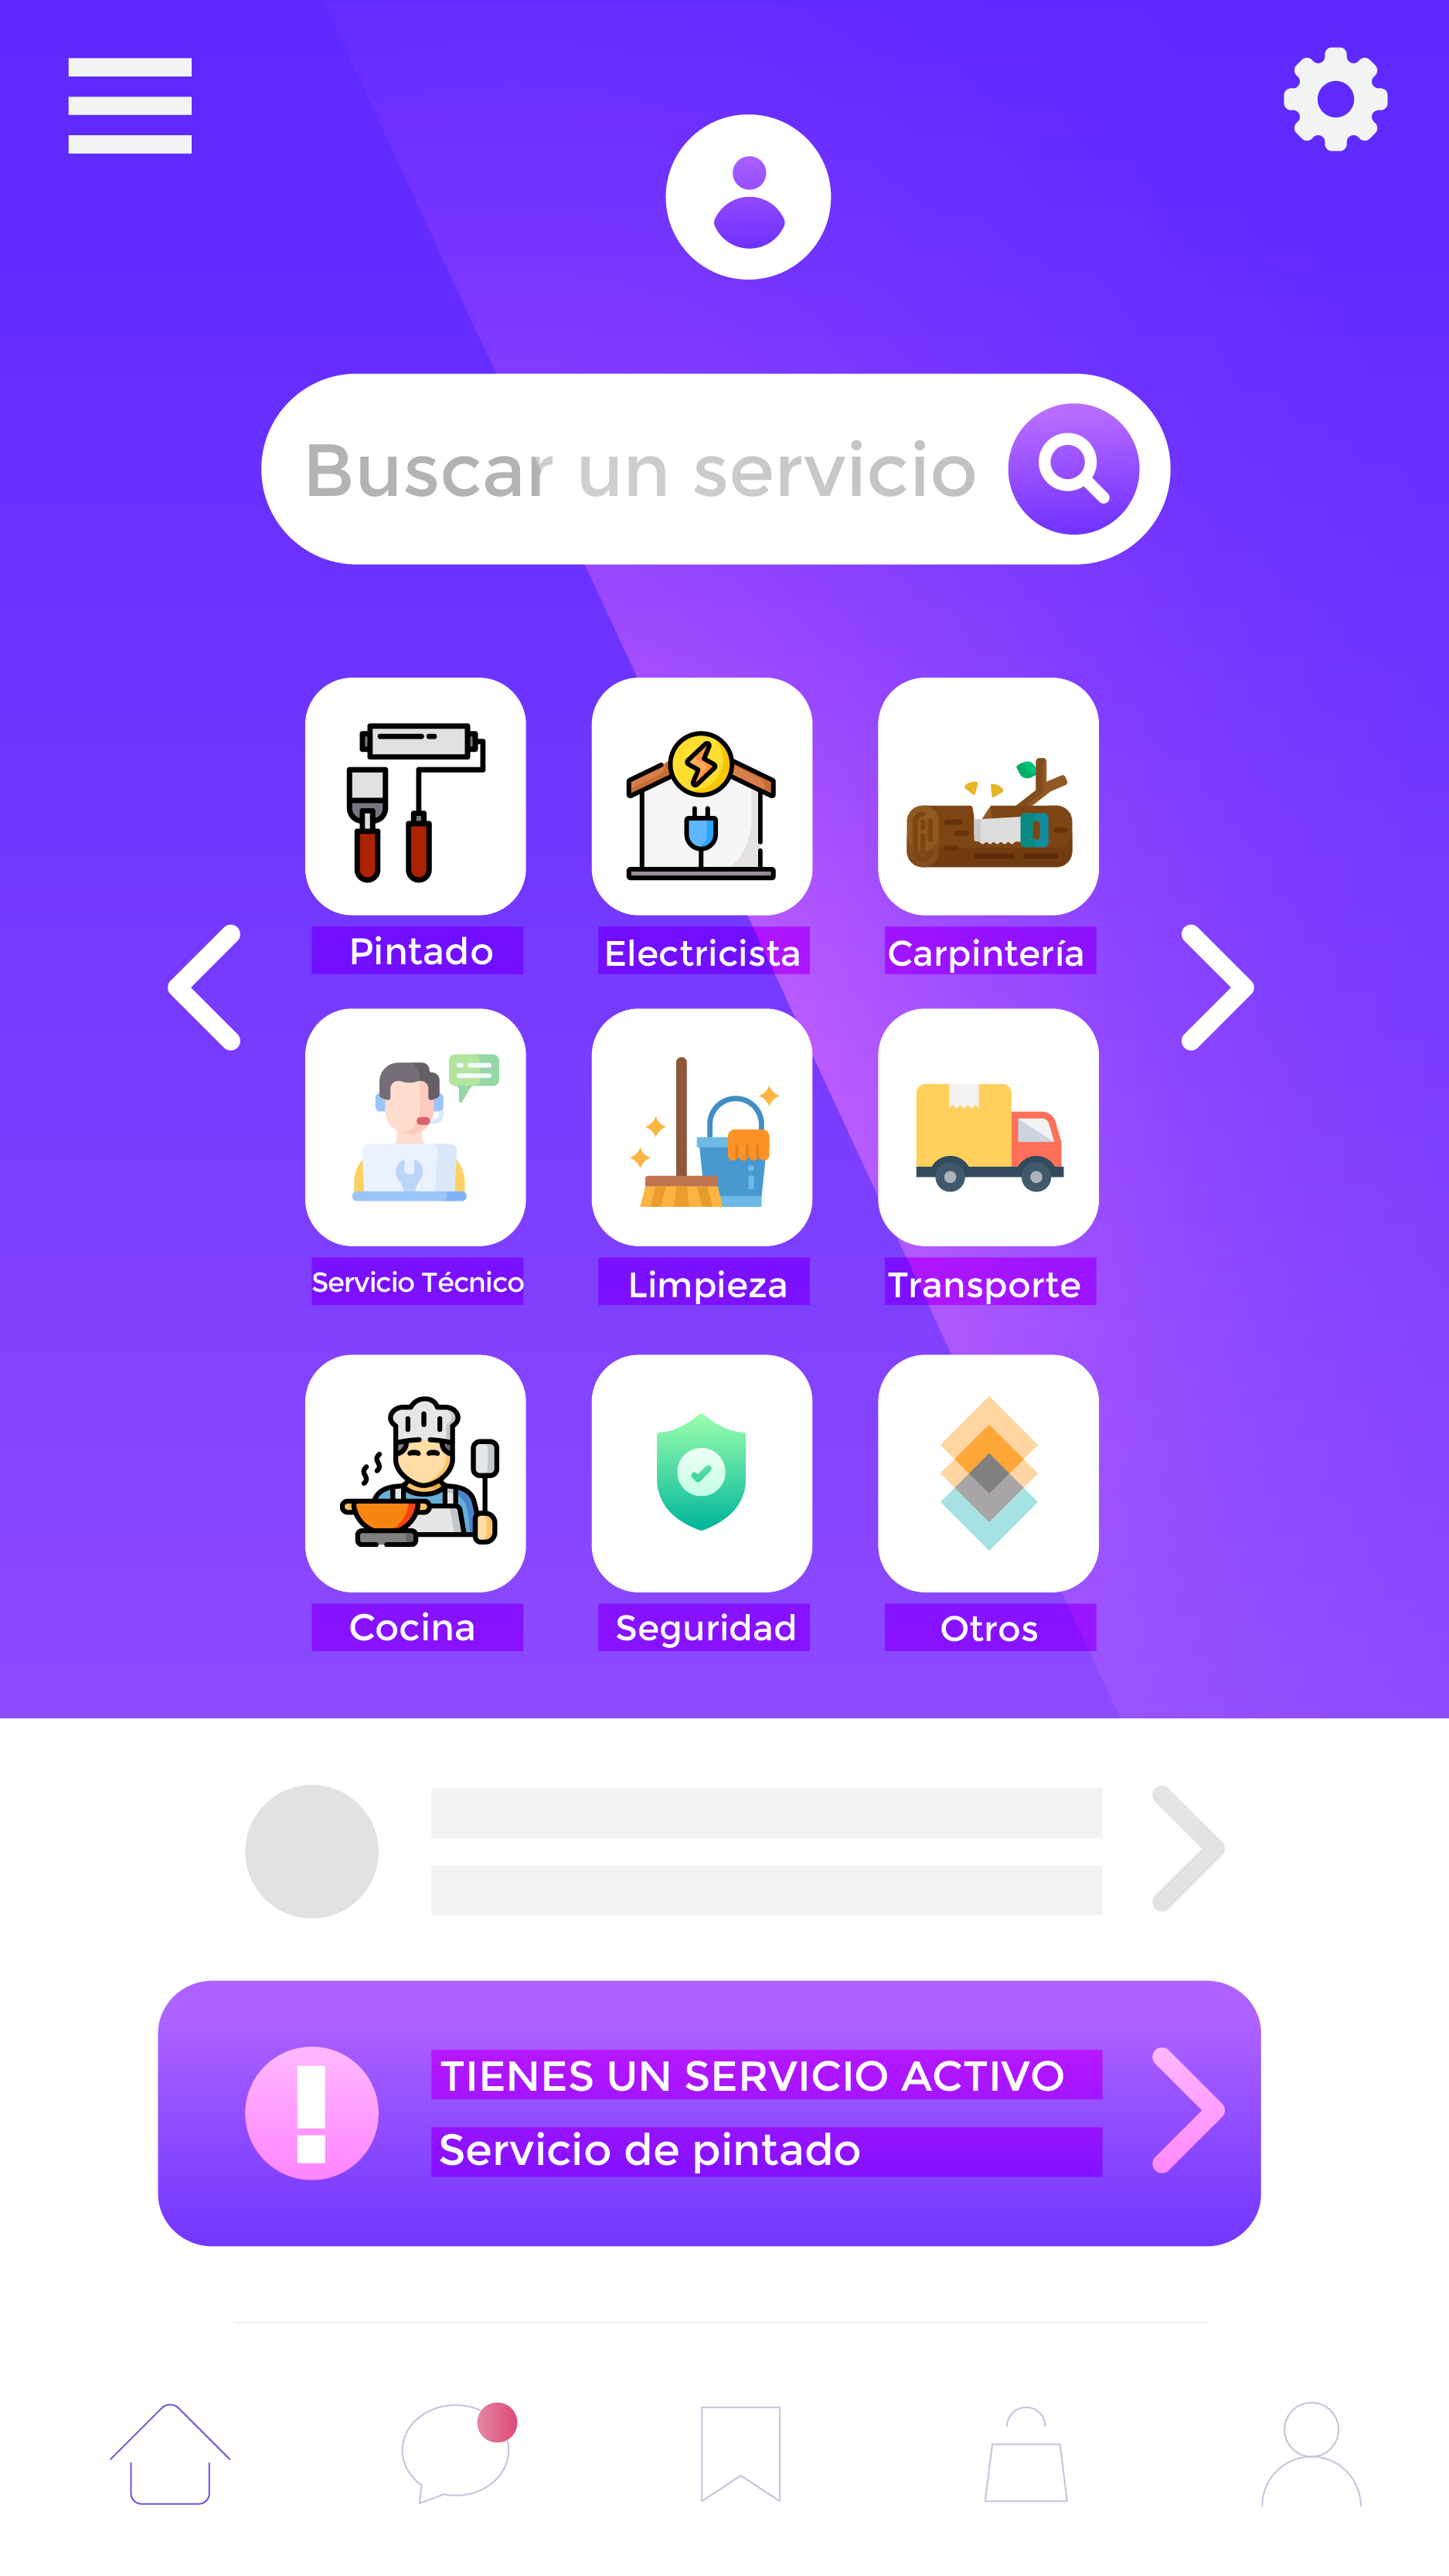 Buscar un servicio
Pintado
Electricista
Carpintería
Servicio Técnico
Limpieza
Transporte
Cocina
Seguridad
Otros
TIENES UN SERVICIO ACTIVO
Servicio de pintado